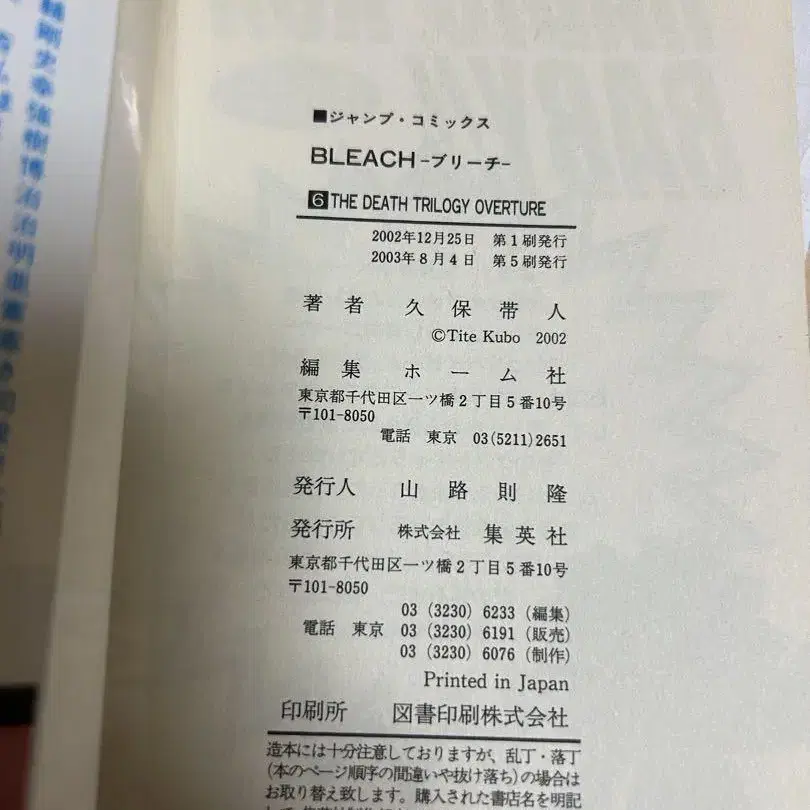 ■ジャンプ・コミックス
BLEACH-ブリーチ-
6 THE DEATH TRILOGY OVERTURE
2002年12月25日 第1刷発行
2003年8月4日 第5刷発行
著者 久保帯人
©Tite Kubo 2002
編集 ホーム社
東京都千代田区一ツ橋2丁目5番10号
〒101-8050
電話 東京 03(5211)2651
発行人 山路則隆
発行所 株式会社 集英社
東京都千代田区一ツ橋2丁目5番10号
〒101-8050
03 (3230) 6233 (編集)
電話 東京 03 (3230) 6191 (販売)
03 (3230) 6076 (制作)
Printed in Japan
印刷所 図書印刷株式会社
造本には十分注意しておりますが、乱丁・落丁
(本のページ順序の間違いや抜け落ち)の場合は
お取り替え致します。購入された書店名を明記